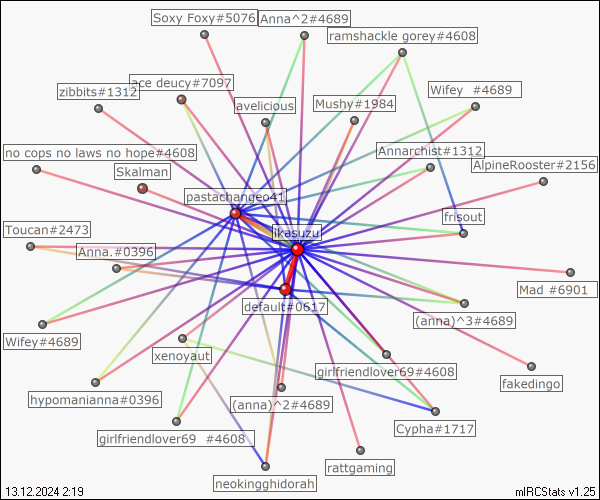 Soxy Foxy#5076
Anna^2#4689
ramshackle gorey#4608
ace deucy#7097
zibbits#1312
Wifey   #4689
avelicious
Mushy#1984
no cops no laws no hope#4608
Annarchist#1312
AlpineRooster#2156
Skalman
pastachangeo41
frisout
Toucan#2473
ikasuzu
Anna.#0396
Mad #6901
default#0617
(anna)^3#4689
Wifey#4689
xenoyaut
girlfriendlover69#4608
fakedingo
hypomanianna#0396
(anna)^2#4689
Cypha#1717
girlfriendlover69   #4608
rattgaming
neokingghidorah
13.12.2024 2:19
mIRCStats v1.25